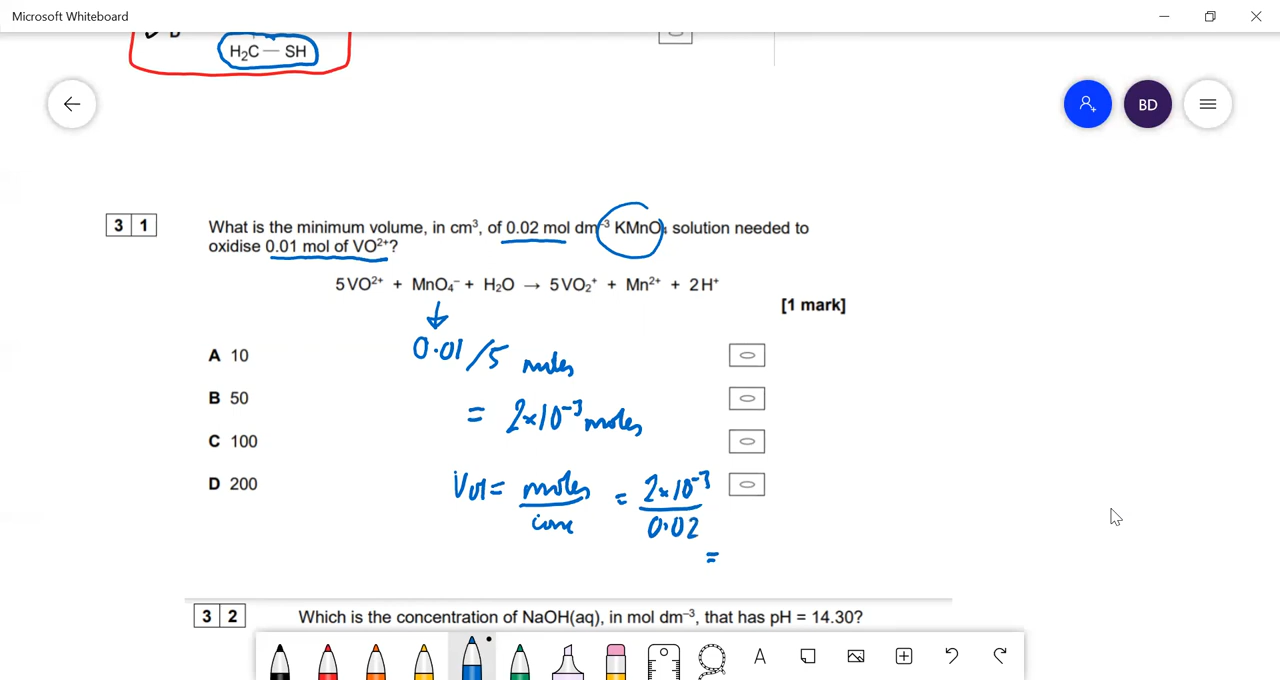 Microsoft Whiteboard
D
H₂C — SH
BD
3 1
What is the minimum volume, in cm³, of 0.02 mol dm⁻³ KMnO₄ solution needed to
oxidise 0.01 mol of VO²⁺?
5VO²⁺ + MnO₄⁻ + H₂O → 5VO₂⁺ + Mn²⁺ + 2H⁺
[1 mark]
0.01/5 moles
A 10
= 2×10⁻³ moles
B 50
C 100
D 200
Vol = moles/conc = 2×10⁻³/0.02
=
3 2
Which is the concentration of NaOH(aq), in mol dm⁻³, that has pH = 14.30?
A